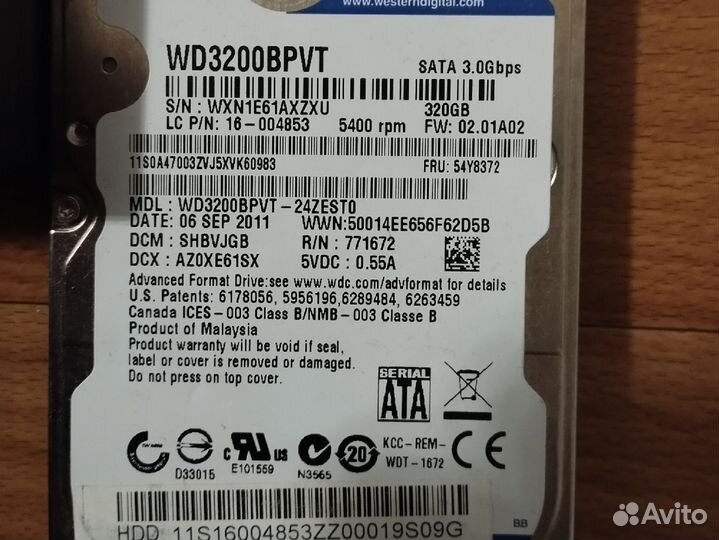 www.westerndigital.com
WD3200BPVT SATA 3.0Gbps
S/N : WXN1E61AXZXU 320GB
LC P/N: 16-004853 5400 rpm FW: 02.01A02
11S0A47003ZVJ5XVK60983 FRU: 54Y8372
MDL : WD3200BPVT-24ZEST0
DATE: 06 SEP 2011 WWN:50014EE656F62D5B
DCM : SHBVJGB R/N : 771672
DCX : AZ0XE61SX 5VDC : 0.55A
Advanced Format Drive:see www.wdc.com/advformat for details
U.S. Patents: 6178056, 5956196,6289484, 6263459
Canada ICES-003 Class B/NMB-003 Classe B
Product of Malaysia
Product warranty will be void if seal,
label or cover is removed or damaged.
Do not press on top cover.
SERIAL
ATA
D33015
c RU us
E101559
N
N3565
20
KCC-REM-
WDT-1672
CE
BB
HDD 11S16004853ZZ00019S09G
Avito